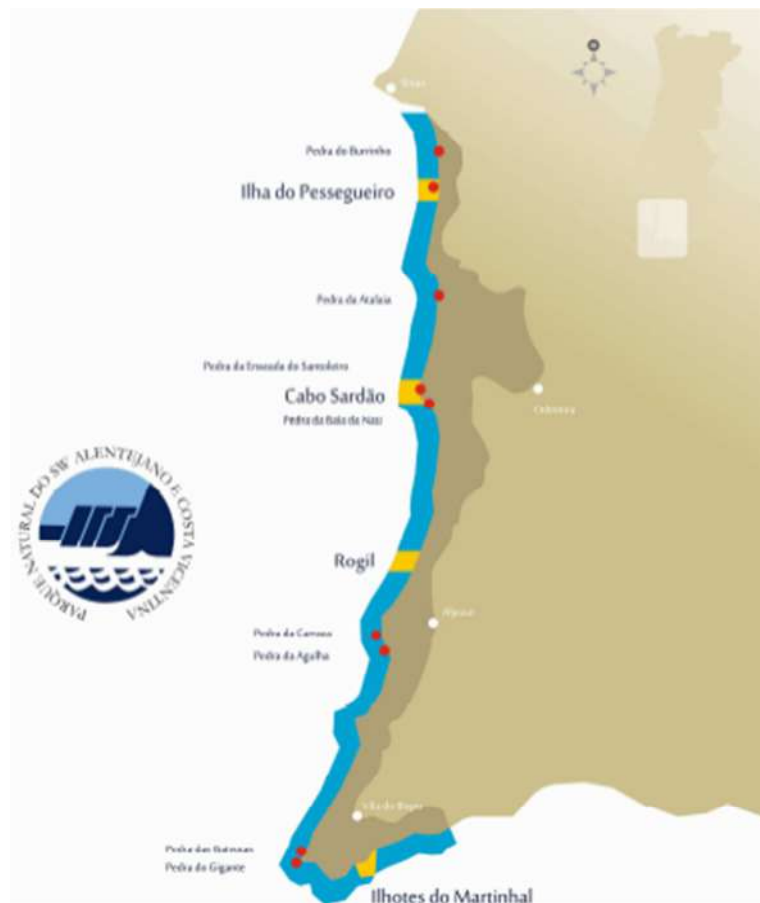 Sines
Pedra do Burrinho
Ilha do Pessegueiro
Pedra da Atalaia
Pedra da Enseada do Santoleiro
Cabo Sardão
Odemira
Pedra da Baía da Nau
PARQUE NATURAL DO SW ALENTEJANO E COSTA VICENTINA
Rogil
Aljezur
Pedra da Carraca
Pedra da Agulha
Vila do Bispo
Pedra das
Pedra do Gigante
Ilhotes do Martinhal